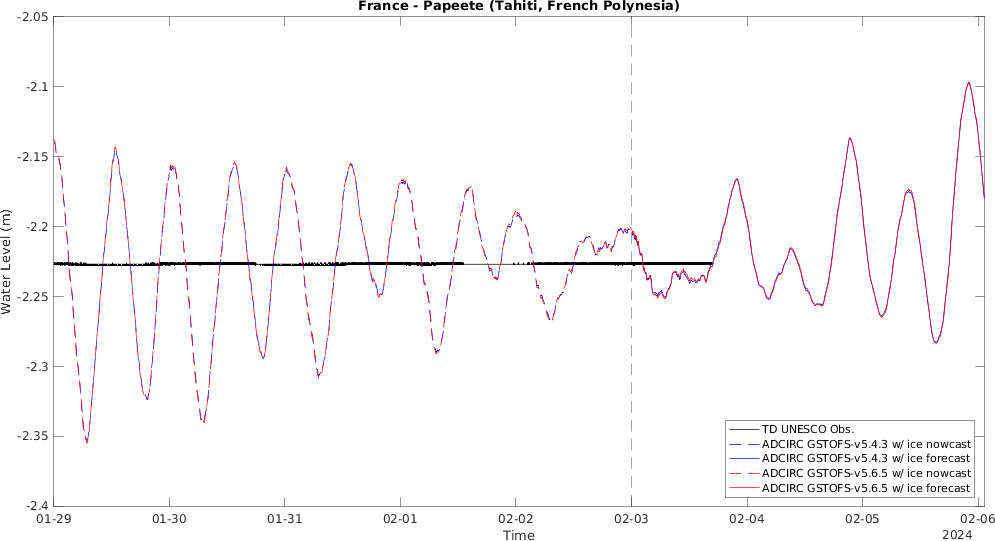 France - Papeete (Tahiti, French Polynesia)
-2.05
-2.1
-2.15
-2.2
-2.25
-2.3
-2.35
-2.4
Water Level (m)
TD UNESCO Obs.
ADCIRC GSTOFS-v5.4.3 w/ ice nowcast
ADCIRC GSTOFS-v5.4.3 w/ ice forecast
ADCIRC GSTOFS-v5.6.5 w/ ice nowcast
ADCIRC GSTOFS-v5.6.5 w/ ice forecast
01-29 01-30 01-31 02-01 02-02 02-03 02-04 02-05 02-06
Time
2024